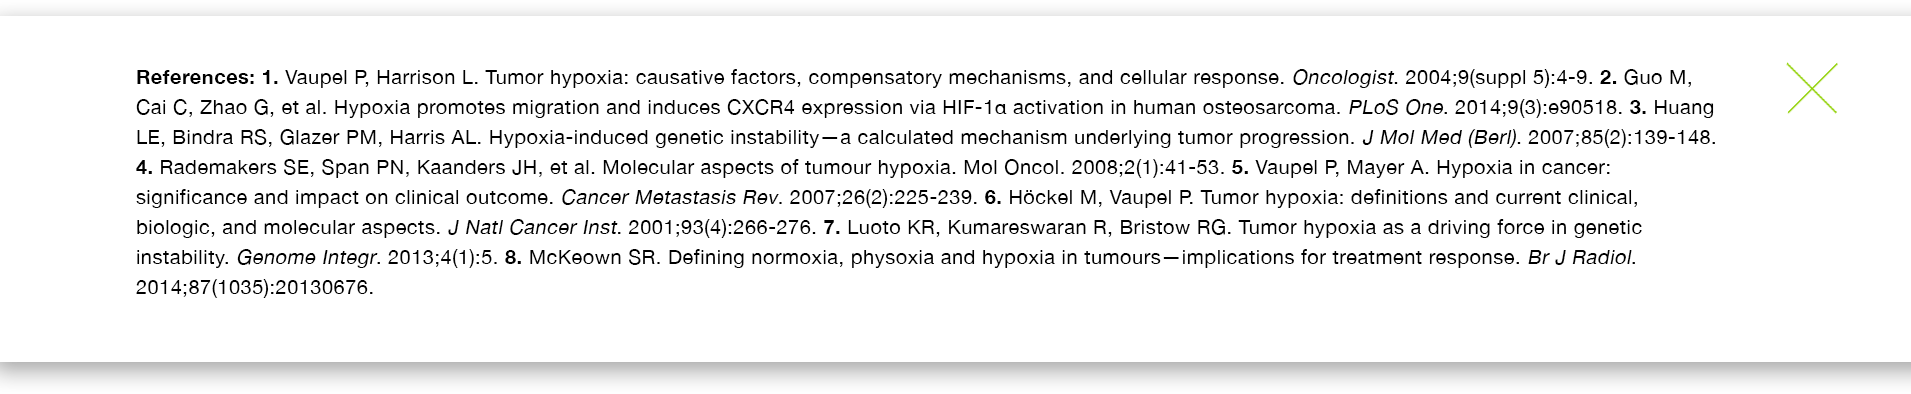 References: 1. Vaupel P, Harrison L. Tumor hypoxia: causative factors, compensatory mechanisms, and cellular response. Oncologist. 2004;9(suppl 5):4-9. 2. Guo M,
Cai C, Zhao G, et al. Hypoxia promotes migration and induces CXCR4 expression via HIF-1α activation in human osteosarcoma. PLoS One. 2014;9(3):e90518. 3. Huang
LE, Bindra RS, Glazer PM, Harris AL. Hypoxia-induced genetic instability—a calculated mechanism underlying tumor progression. J Mol Med (Berl). 2007;85(2):139-148.
4. Rademakers SE, Span PN, Kaanders JH, et al. Molecular aspects of tumour hypoxia. Mol Oncol. 2008;2(1):41-53. 5. Vaupel P, Mayer A. Hypoxia in cancer:
significance and impact on clinical outcome. Cancer Metastasis Rev. 2007;26(2):225-239. 6. Höckel M, Vaupel P. Tumor hypoxia: definitions and current clinical,
biologic, and molecular aspects. J Natl Cancer Inst. 2001;93(4):266-276. 7. Luoto KR, Kumareswaran R, Bristow RG. Tumor hypoxia as a driving force in genetic
instability. Genome Integr. 2013;4(1):5. 8. McKeown SR. Defining normoxia, physoxia and hypoxia in tumours—implications for treatment response. Br J Radiol.
2014;87(1035):20130676.